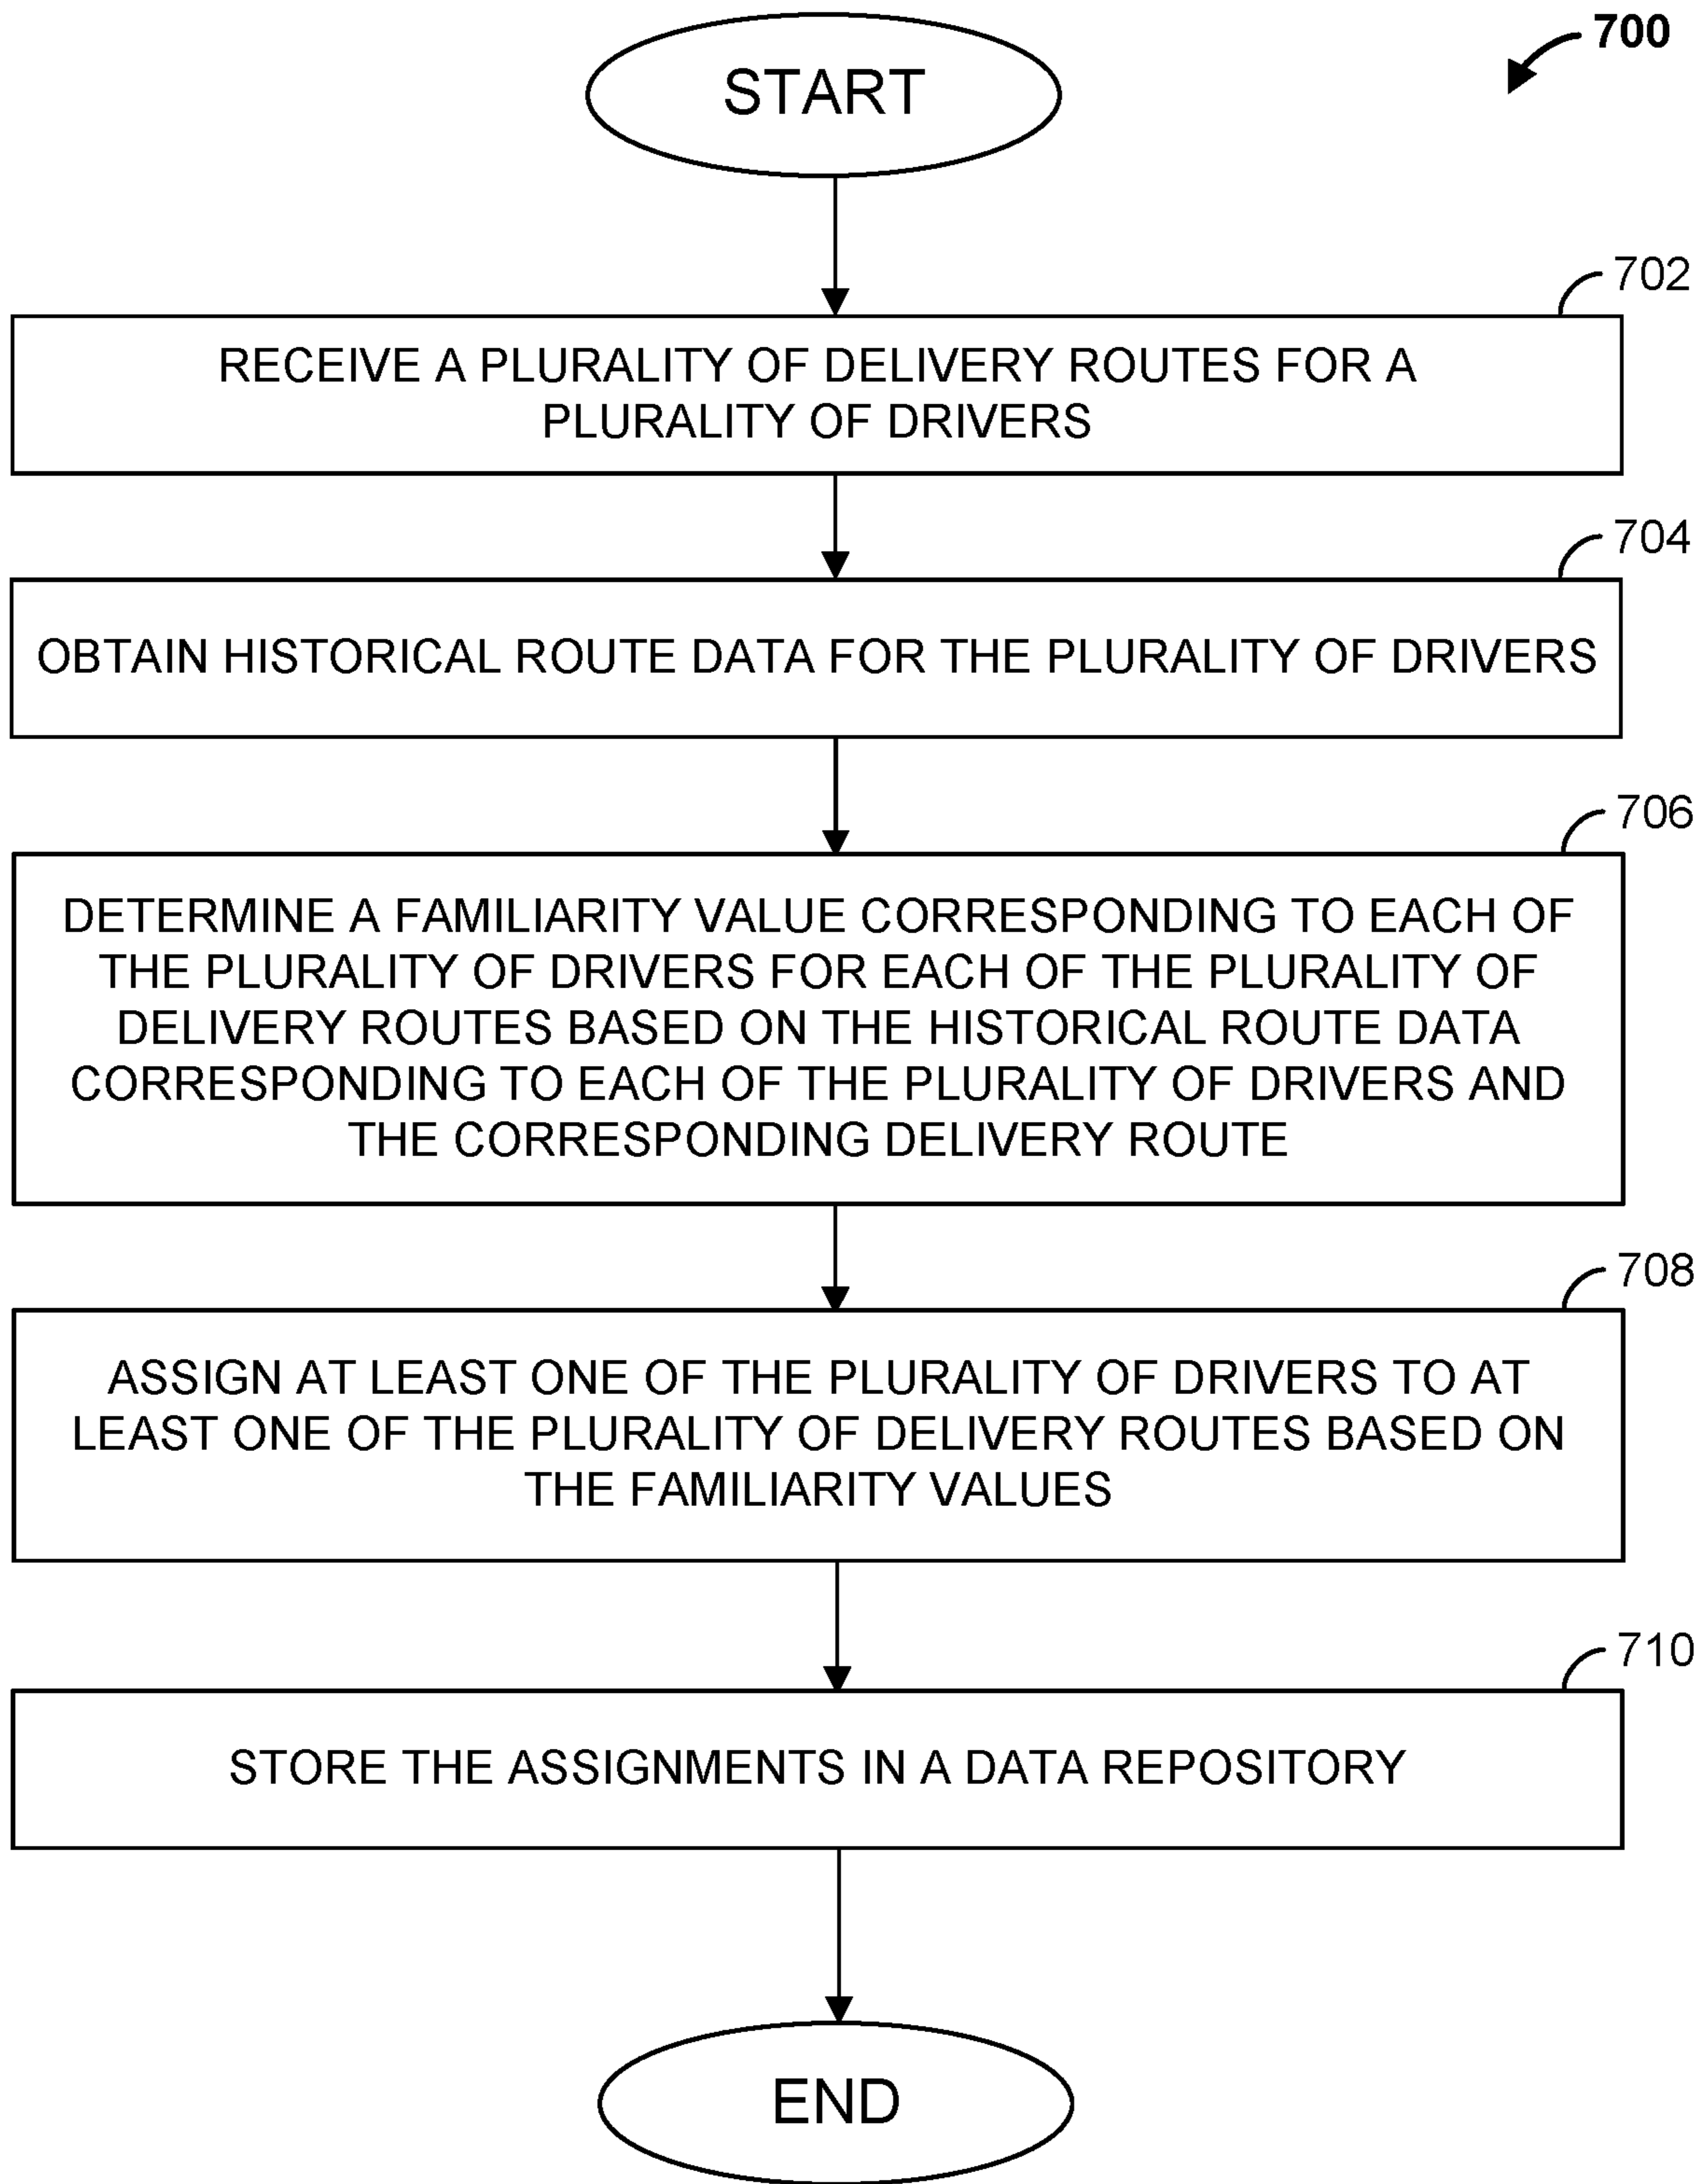 700
START
702
RECEIVE A PLURALITY OF DELIVERY ROUTES FOR A
PLURALITY OF DRIVERS
704
OBTAIN HISTORICAL ROUTE DATA FOR THE PLURALITY OF DRIVERS
706
DETERMINE A FAMILIARITY VALUE CORRESPONDING TO EACH OF
THE PLURALITY OF DRIVERS FOR EACH OF THE PLURALITY OF
DELIVERY ROUTES BASED ON THE HISTORICAL ROUTE DATA
CORRESPONDING TO EACH OF THE PLURALITY OF DRIVERS AND
THE CORRESPONDING DELIVERY ROUTE
708
ASSIGN AT LEAST ONE OF THE PLURALITY OF DRIVERS TO AT
LEAST ONE OF THE PLURALITY OF DELIVERY ROUTES BASED ON
THE FAMILIARITY VALUES
710
STORE THE ASSIGNMENTS IN A DATA REPOSITORY
END